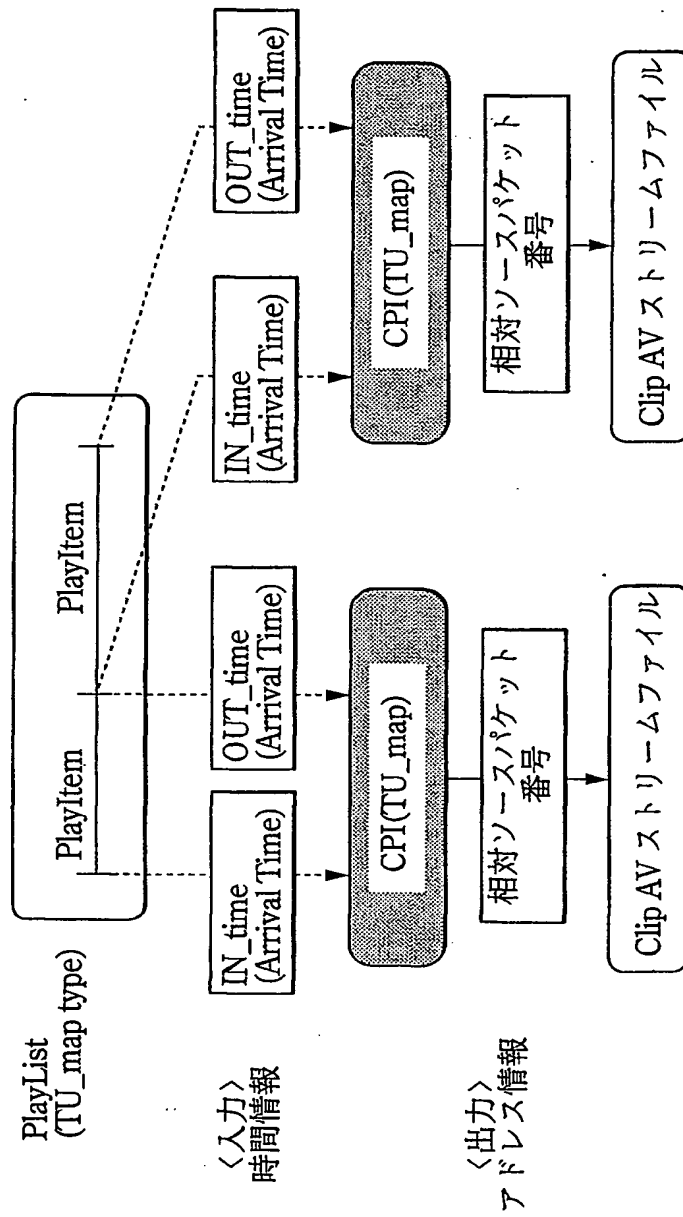 PlayList
(TU_map type)
PlayItem
PlayItem
〈入力〉
時間情報
IN_time
(Arrival Time)
OUT_time
(Arrival Time)
IN_time
(Arrival Time)
OUT_time
(Arrival Time)
CPI(TU_map)
CPI(TU_map)
〈出力〉
アドレス情報
相対ソースパケット
番号
相対ソースパケット
番号
Clip AV ストリームファイル
Clip AV ストリームファイル